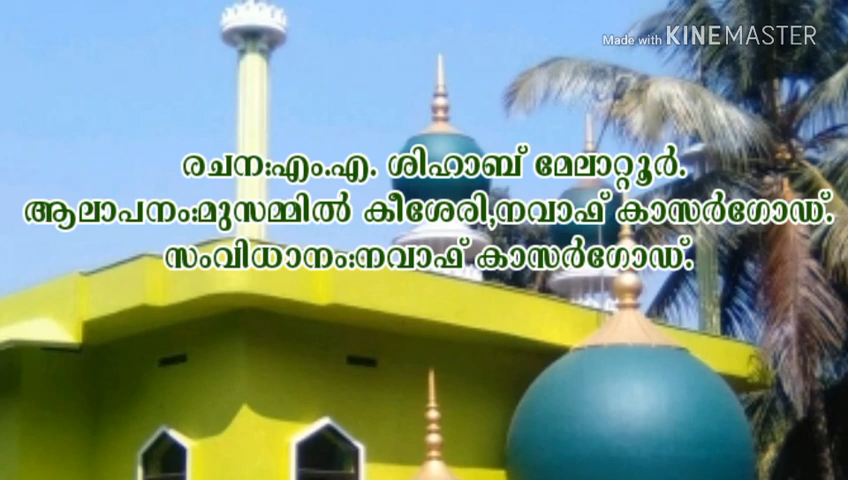 Made with KINEMASTER
രചന:എം.എ. ശിഹാബ് മേലാറ്റൂർ.
ആലാപനം:മുസമ്മിൽ കീശേരി,നവാഫ് കാസർഗോഡ്.
സംവിധാനം:നവാഫ് കാസർഗോഡ്.